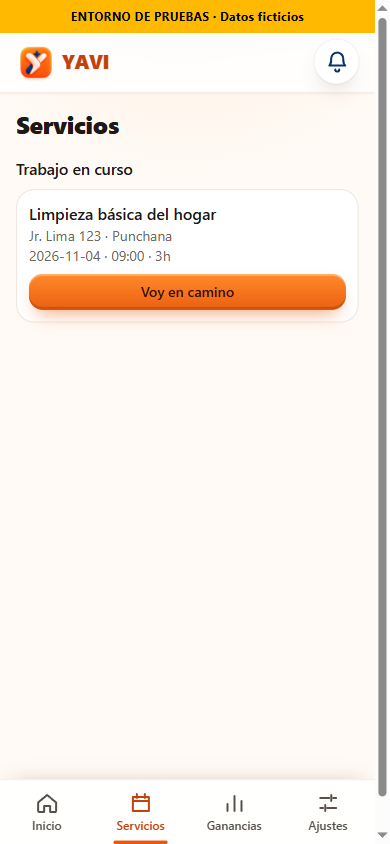 ENTORNO DE PRUEBAS · Datos ficticios
YAVI
Servicios
Trabajo en curso
Limpieza básica del hogar
Jr. Lima 123 · Punchana
2026-11-04 · 09:00 · 3h
Voy en camino
Inicio
Servicios
Ganancias
Ajustes